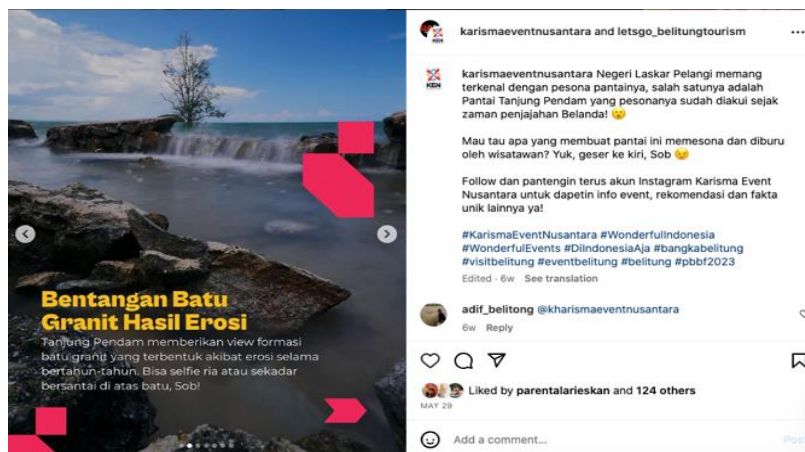 Bentangan Batu
Granit Hasil Erosi
Tanjung Pendam memberikan view formasi
batu granit yang terbentuk akibat erosi selama
bertahun-tahun. Bisa selfie ria atau sekadar
bersantai di atas batu, Sob!
karismaeventnusantara and letsgo_belitungtourism
KEN
karismaeventnusantara Negeri Laskar Pelangi memang
terkenal dengan pesona pantainya, salah satunya adalah
Pantai Tanjung Pendam yang pesonanya sudah diakui sejak
zaman penjajahan Belanda! 😯
Mau tau apa yang membuat pantai ini memesona dan diburu
oleh wisatawan? Yuk, geser ke kiri, Sob 😉
Follow dan pantengin terus akun Instagram Karisma Event
Nusantara untuk dapetin info event, rekomendasi dan fakta
unik lainnya ya!
#KarismaEventNusantara #WonderfulIndonesia
#WonderfulEvents #DiIndonesiaAja #bangkabelitung
#visitbelitung #eventbelitung #belitung #pbbf2023
Edited · 6w See translation
adif_belitong @kharismaeventnusantara
6w Reply
Liked by parentalarieskan and 124 others
MAY 29
Add a comment...
Post